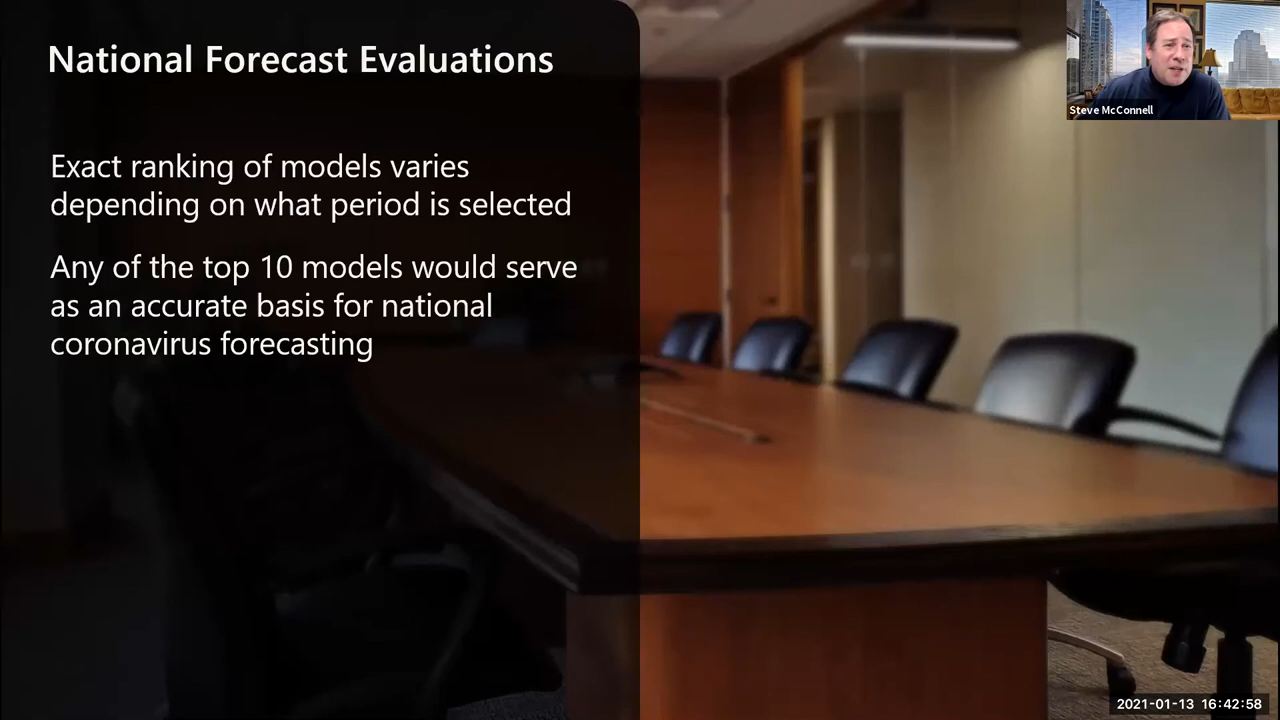 National Forecast Evaluations
Exact ranking of models varies
depending on what period is selected
Any of the top 10 models would serve
as an accurate basis for national
coronavirus forecasting
Steve McConnell
2021-01-13 16:42:58